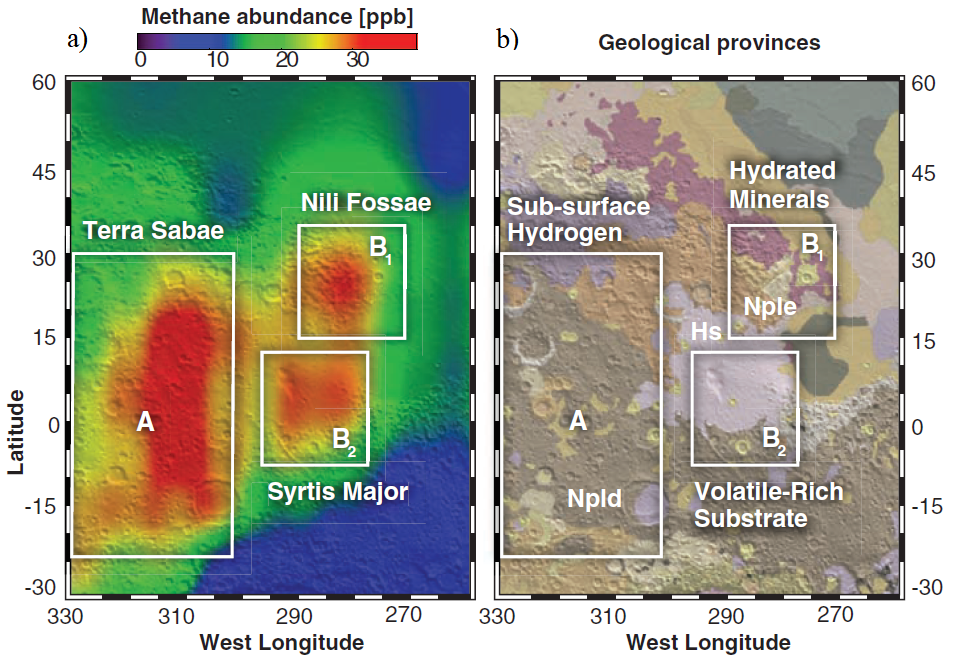 a)
Methane abundance [ppb]
0 10 20 30
60
45
30
15
0
-15
-30
Latitude
Terra Sabae
Nili Fossae
B1
A
B2
Syrtis Major
330 310 290 270
West Longitude
b)
Geological provinces
Hydrated
Minerals
Sub-surface
Hydrogen
B1
Nple
Hs
A
B2
Npld
Volatile-Rich
Substrate
60
45
30
15
0
-15
-30
330 310 290 270
West Longitude